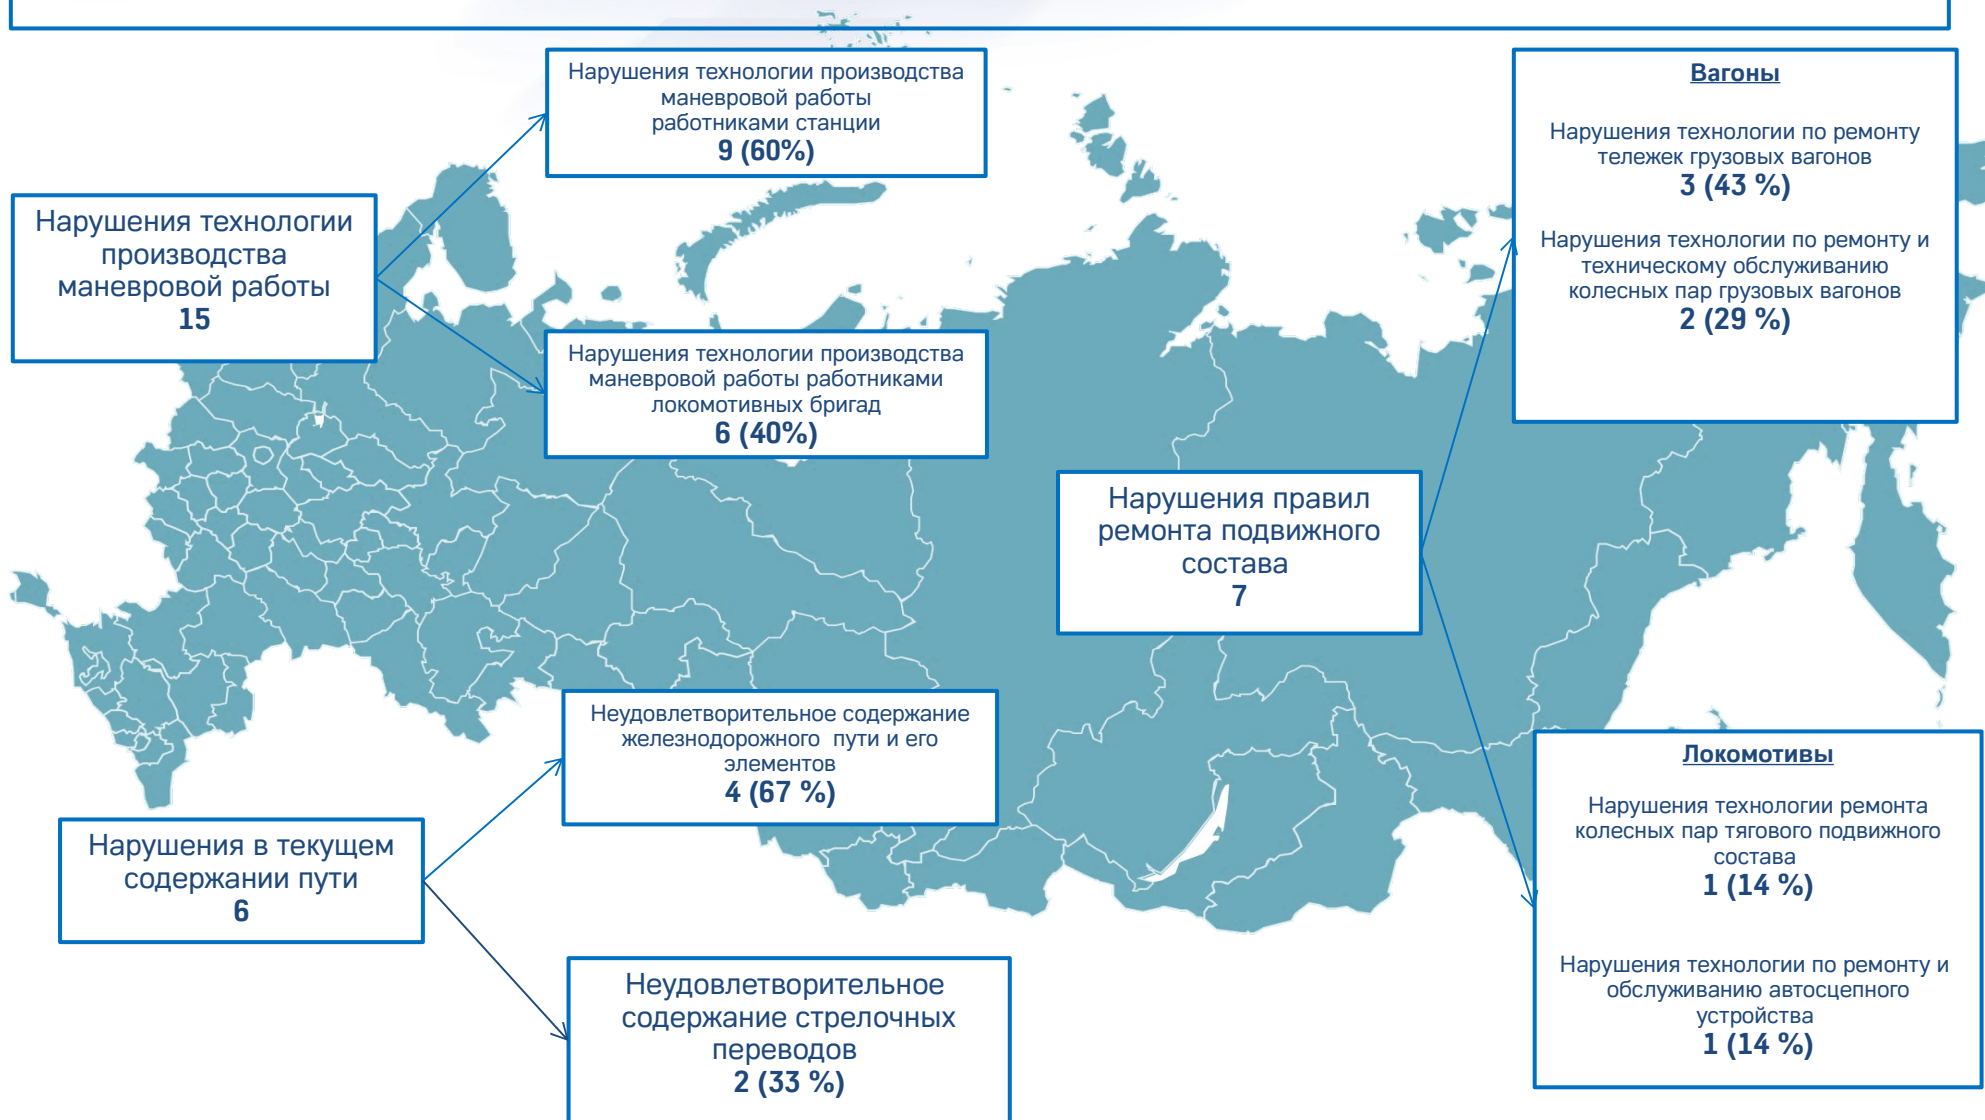 Нарушения технологии
производства
маневровой работы
15
Нарушения технологии производства
маневровой работы
работниками станции
9 (60%)
Нарушения технологии производства
маневровой работы работниками
локомотивных бригад
6 (40%)
Нарушения в текущем
содержании пути
6
Неудовлетворительное содержание
железнодорожного пути и его
элементов
4 (67 %)
Неудовлетворительное
содержание стрелочных
переводов
2 (33 %)
Нарушения правил
ремонта подвижного
состава
7
Вагоны
Нарушения технологии по ремонту
тележек грузовых вагонов
3 (43 %)
Нарушения технологии по ремонту и
техническому обслуживанию
колесных пар грузовых вагонов
2 (29 %)
Локомотивы
Нарушения технологии ремонта
колесных пар тягового подвижного
состава
1 (14 %)
Нарушения технологии по ремонту и
обслуживанию автосцепного
устройства
1 (14 %)